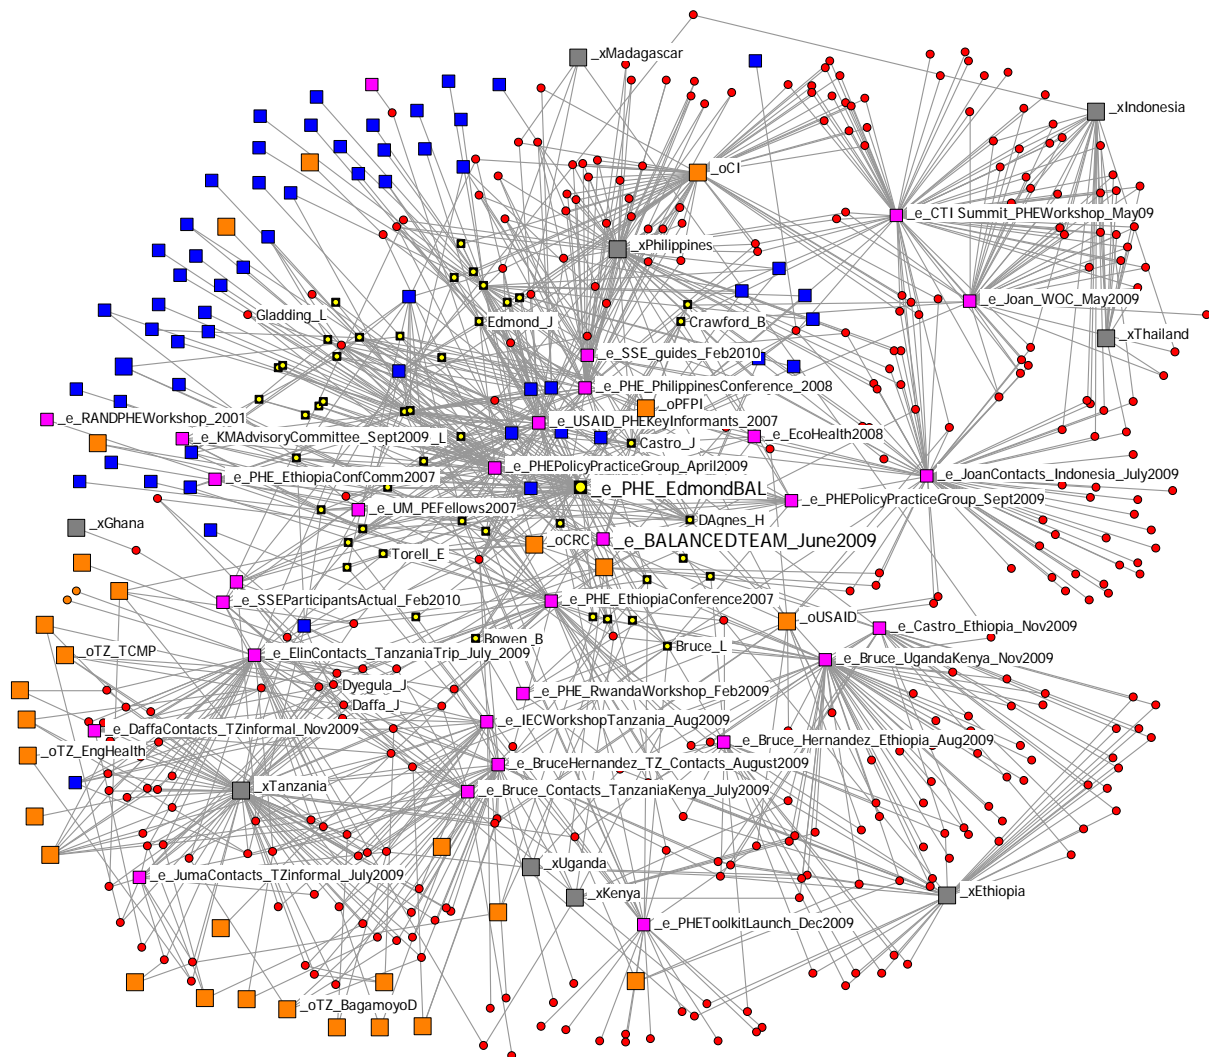 _xMadagascar
_xIndonesia
_oCI
_e_CTI Summit_PHEWorkshop_May09
_xPhilippines
_e_Joan_WOC_May2009
Gladding_L
Edmond_J
Crawford_B
_xThailand
_e_SSE_guides_Feb2010
_e_PHE_PhilippinesConference_2008
_oPFPI
_e_RANDPHEWorkshop_2001
_e_USAID_PHEKeyInformants_2007
_e_KMAdvisoryCommittee_Sept2009_L
_e_EcoHealth2008
Castro_J
_e_PHEPolicyPracticeGroup_April2009
_e_JoanContacts_Indonesia_July2009
_e_PHE_EthiopiaConfComm2007
_e_PHE_EdmondBAL
_e_PHEPolicyPracticeGroup_Sept2009
_e_UM_PEFellows2007
DAgnes_H
_xGhana
_oCRC
_e_BALANCEDTEAM_June2009
Torell_E
_e_SSEParticipantsActual_Feb2010
_e_PHE_EthiopiaConference2007
_oUSAID
_e_Castro_Ethiopia_Nov2009
Bowen_B
Bruce_L
_oTZ_TCMP
_e_ElinContacts_TanzaniaTrip_July_2009
_e_Bruce_UgandaKenya_Nov2009
Dyegula_J
_e_PHE_RwandaWorkshop_Feb2009
Daffa_J
_e_IECWorkshopTanzania_Aug2009
_e_DaffaContacts_TZinformal_Nov2009
_e_Bruce_Hernandez_Ethiopia_Aug2009
_oTZ_EngHealth
_e_BruceHernandez_TZ_Contacts_August2009
_xTanzania
_e_Bruce_Contacts_TanzaniaKenya_July2009
_xUganda
_e_JumaContacts_TZinformal_July2009
_xKenya
_xEthiopia
_e_PHEToolkitLaunch_Dec2009
_oTZ_BagamoyoD